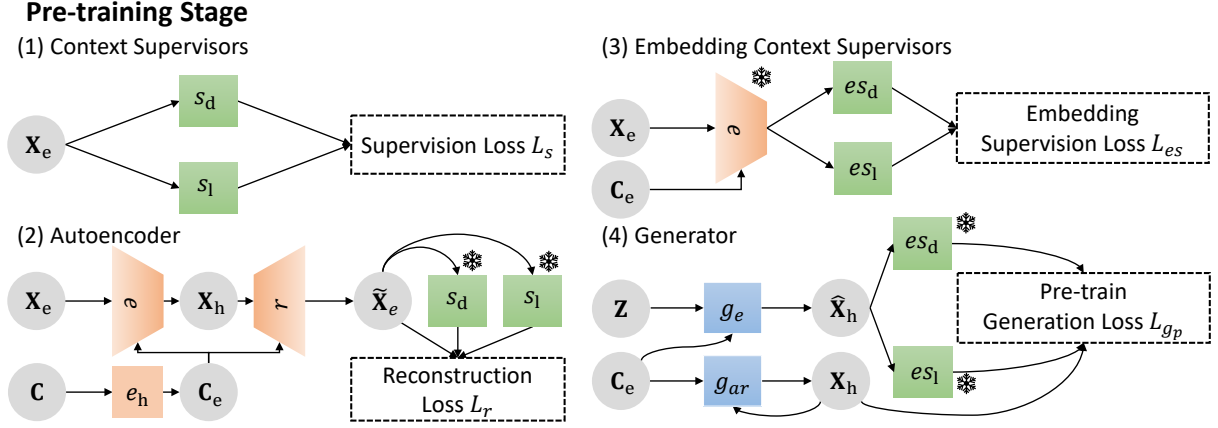 Pre-training Stage
(1) Context Supervisors
X_e
s_d
s_l
Supervision Loss L_s
(2) Autoencoder
X_e
e
X_h
r
X̃_e
s_d
s_l
C
e_h
C_e
Reconstruction
Loss L_r
(3) Embedding Context Supervisors
X_e
C_e
e
es_d
es_l
Embedding
Supervision Loss L_es
(4) Generator
Z
C_e
g_e
g_ar
X̂_h
X_h
es_d
es_l
Pre-train
Generation Loss L_g_p